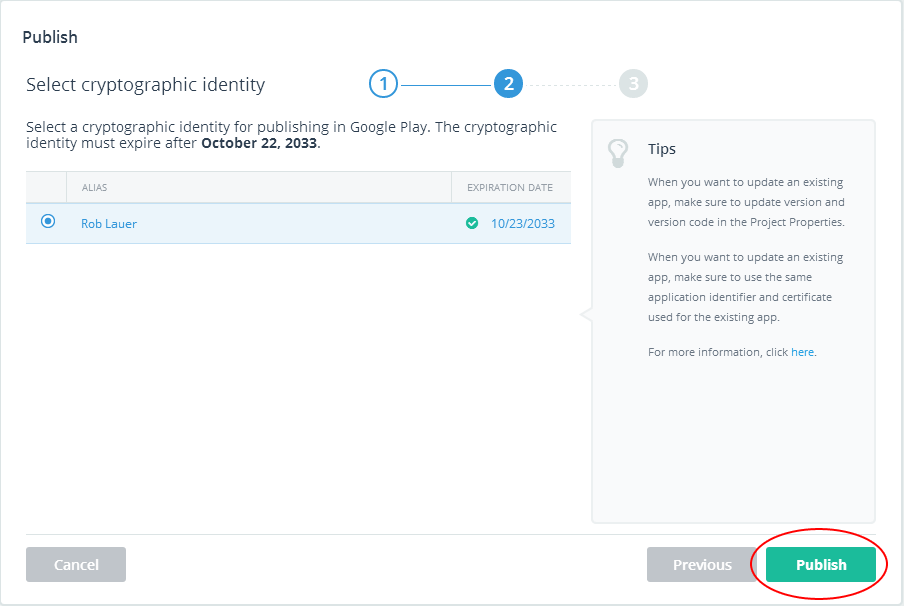 Publish
Select cryptographic identity
1
2
3
Select a cryptographic identity for publishing in Google Play. The cryptographic
identity must expire after October 22, 2033.
ALIAS
EXPIRATION DATE
Rob Lauer
10/23/2033
Tips
When you want to update an existing
app, make sure to update version and
version code in the Project Properties.
When you want to update an existing
app, make sure to use the same
application identifier and certificate
used for the existing app.
For more information, click here.
Cancel
Previous
Publish